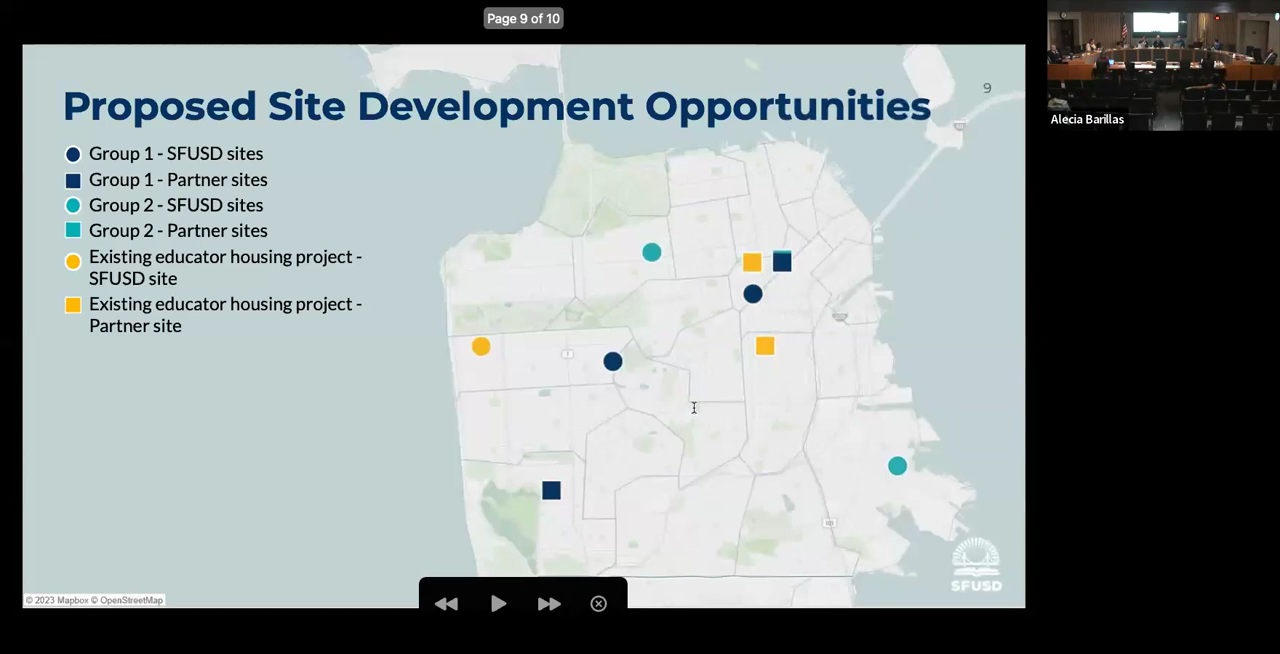 Page 9 of 10
9
Proposed Site Development Opportunities
Group 1 - SFUSD sites
Group 1 - Partner sites
Group 2 - SFUSD sites
Group 2 - Partner sites
Existing educator housing project -
SFUSD site
Existing educator housing project -
Partner site
Alecia Barillas
101
SFUSD
© 2023 Mapbox © OpenStreetMap